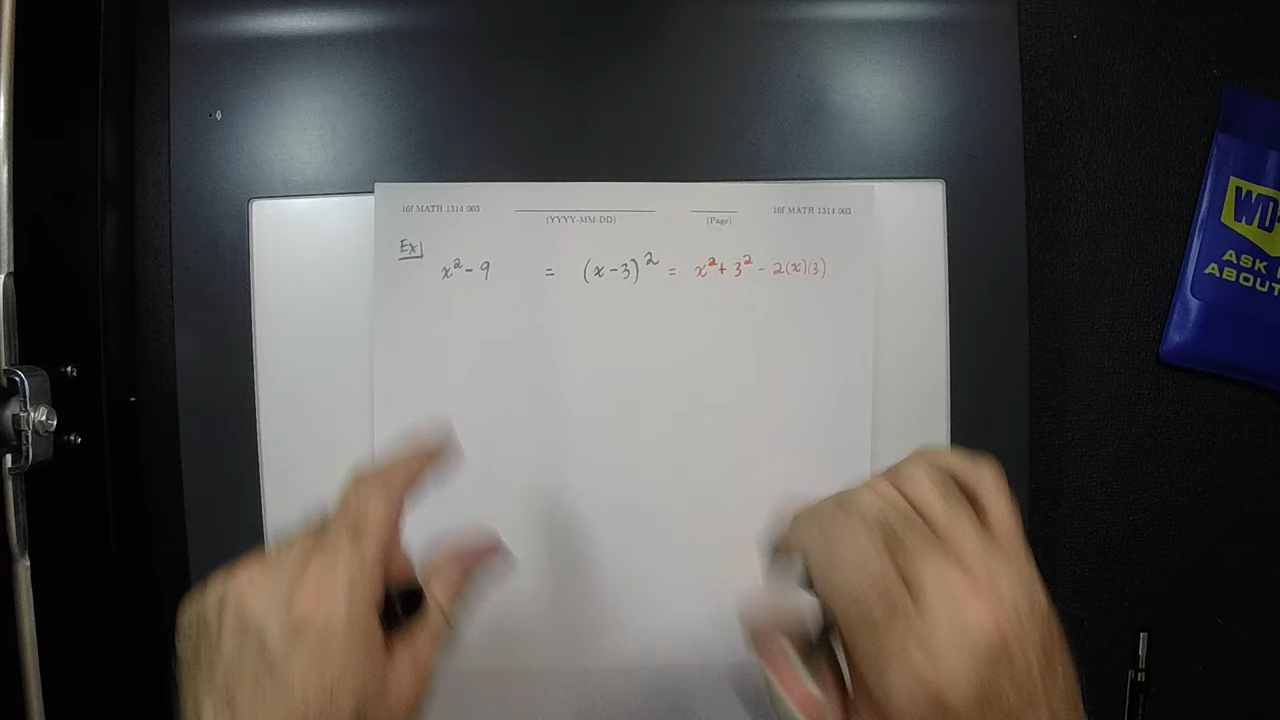 16f MATH 1314 003 (YYYY-MM-DD) (Page) 16f MATH 1314 003
Ex
x² - 9 = (x - 3)² = x² + 3² - 2(x)(3)
WD-
ASK
ABOUT